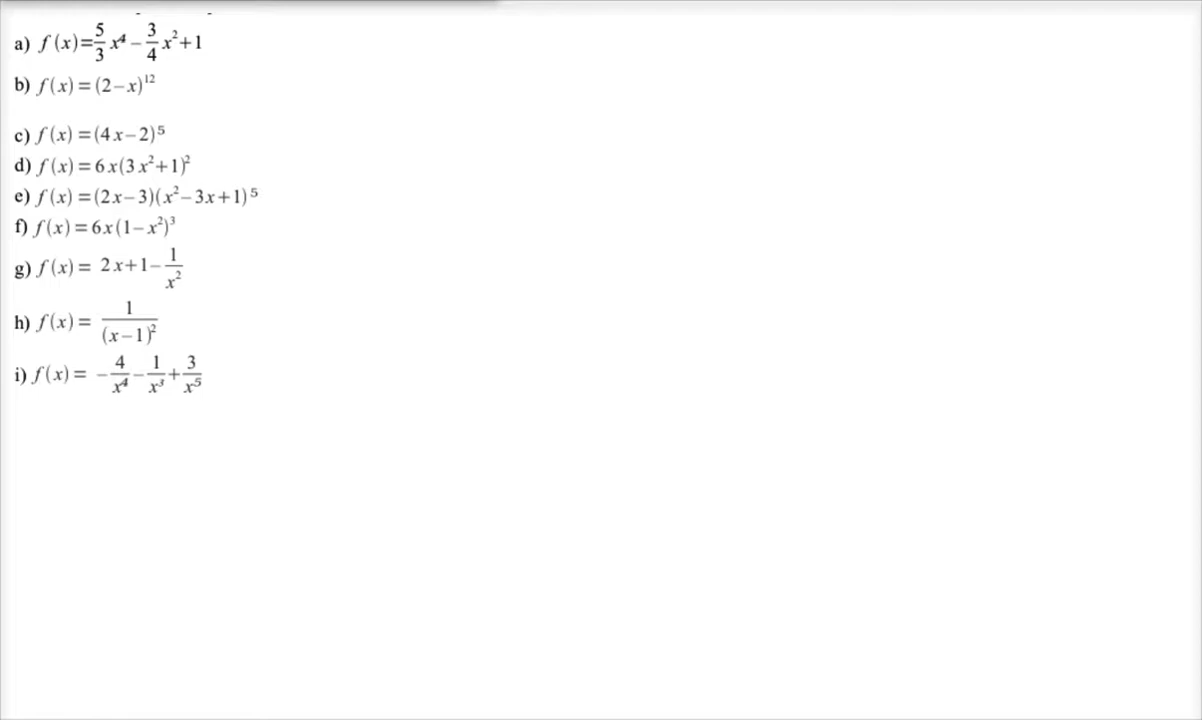 a) f(x)=5/3 x⁴ − 3/4 x²+1
b) f(x)=(2−x)¹²
c) f(x)=(4x−2)⁵
d) f(x)=6x(3x²+1)²
e) f(x)=(2x−3)(x²−3x+1)⁵
f) f(x)=6x(1−x²)³
g) f(x)= 2x+1−1/x²
h) f(x)= 1/(x−1)²
i) f(x)= −4/x⁴−1/x³+3/x⁵